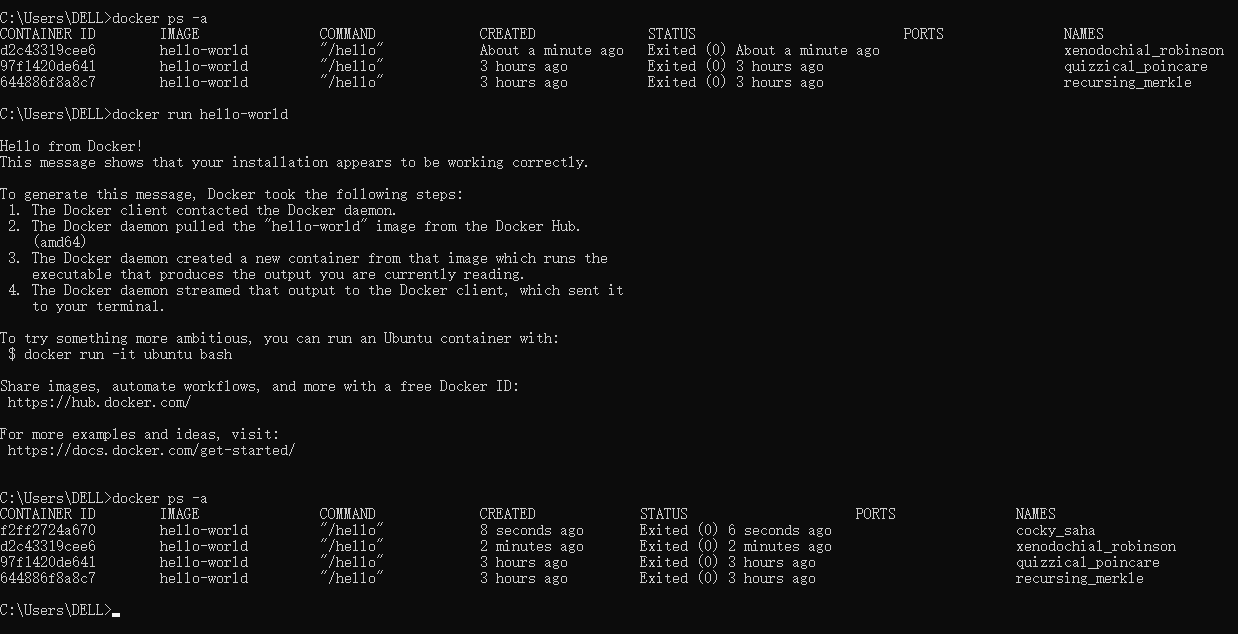 C:\Users\DELL>docker ps -a
CONTAINER ID IMAGE COMMAND CREATED STATUS PORTS NAMES
d2c43319cee6 hello-world "/hello" About a minute ago Exited (0) About a minute ago xenodochial_robinson
97f1420de641 hello-world "/hello" 3 hours ago Exited (0) 3 hours ago quizzical_poincare
644886f8a8c7 hello-world "/hello" 3 hours ago Exited (0) 3 hours ago recursing_merkle
C:\Users\DELL>docker run hello-world
Hello from Docker!
This message shows that your installation appears to be working correctly.
To generate this message, Docker took the following steps:
1. The Docker client contacted the Docker daemon.
2. The Docker daemon pulled the "hello-world" image from the Docker Hub.
(amd64)
3. The Docker daemon created a new container from that image which runs the
executable that produces the output you are currently reading.
4. The Docker daemon streamed that output to the Docker client, which sent it
to your terminal.
To try something more ambitious, you can run an Ubuntu container with:
$ docker run -it ubuntu bash
Share images, automate workflows, and more with a free Docker ID:
https://hub.docker.com/
For more examples and ideas, visit:
https://docs.docker.com/get-started/
C:\Users\DELL>docker ps -a
CONTAINER ID IMAGE COMMAND CREATED STATUS PORTS NAMES
f2ff2724a670 hello-world "/hello" 8 seconds ago Exited (0) 6 seconds ago cocky_saha
d2c43319cee6 hello-world "/hello" 2 minutes ago Exited (0) 2 minutes ago xenodochial_robinson
97f1420de641 hello-world "/hello" 3 hours ago Exited (0) 3 hours ago quizzical_poincare
644886f8a8c7 hello-world "/hello" 3 hours ago Exited (0) 3 hours ago recursing_merkle
C:\Users\DELL>